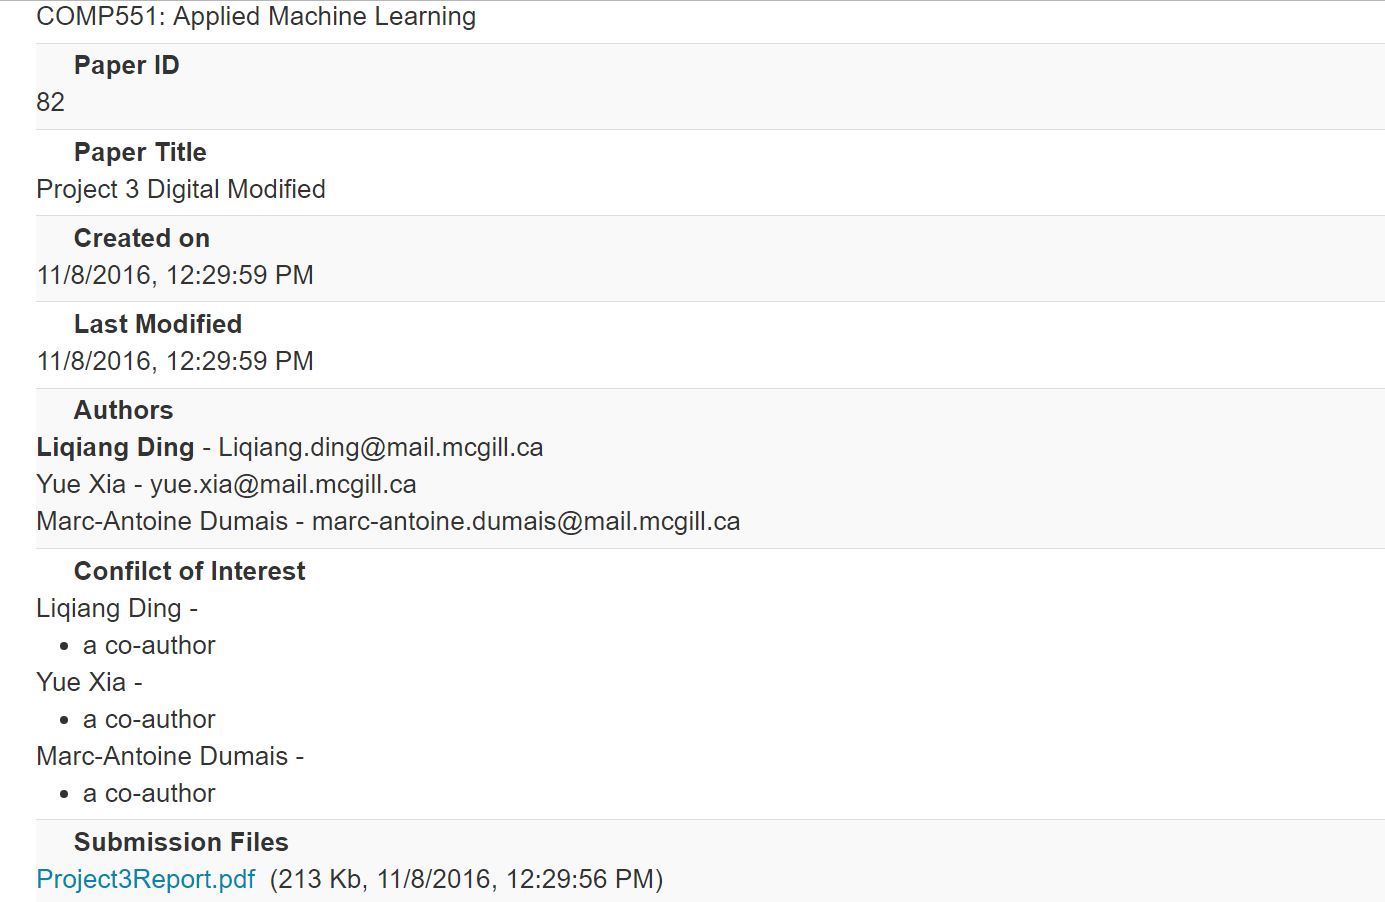 COMP551: Applied Machine Learning
Paper ID
82
Paper Title
Project 3 Digital Modified
Created on
11/8/2016, 12:29:59 PM
Last Modified
11/8/2016, 12:29:59 PM
Authors
Liqiang Ding - Liqiang.ding@mail.mcgill.ca
Yue Xia - yue.xia@mail.mcgill.ca
Marc-Antoine Dumais - marc-antoine.dumais@mail.mcgill.ca
Confilct of Interest
Liqiang Ding -
• a co-author
Yue Xia -
• a co-author
Marc-Antoine Dumais -
• a co-author
Submission Files
Project3Report.pdf (213 Kb, 11/8/2016, 12:29:56 PM)